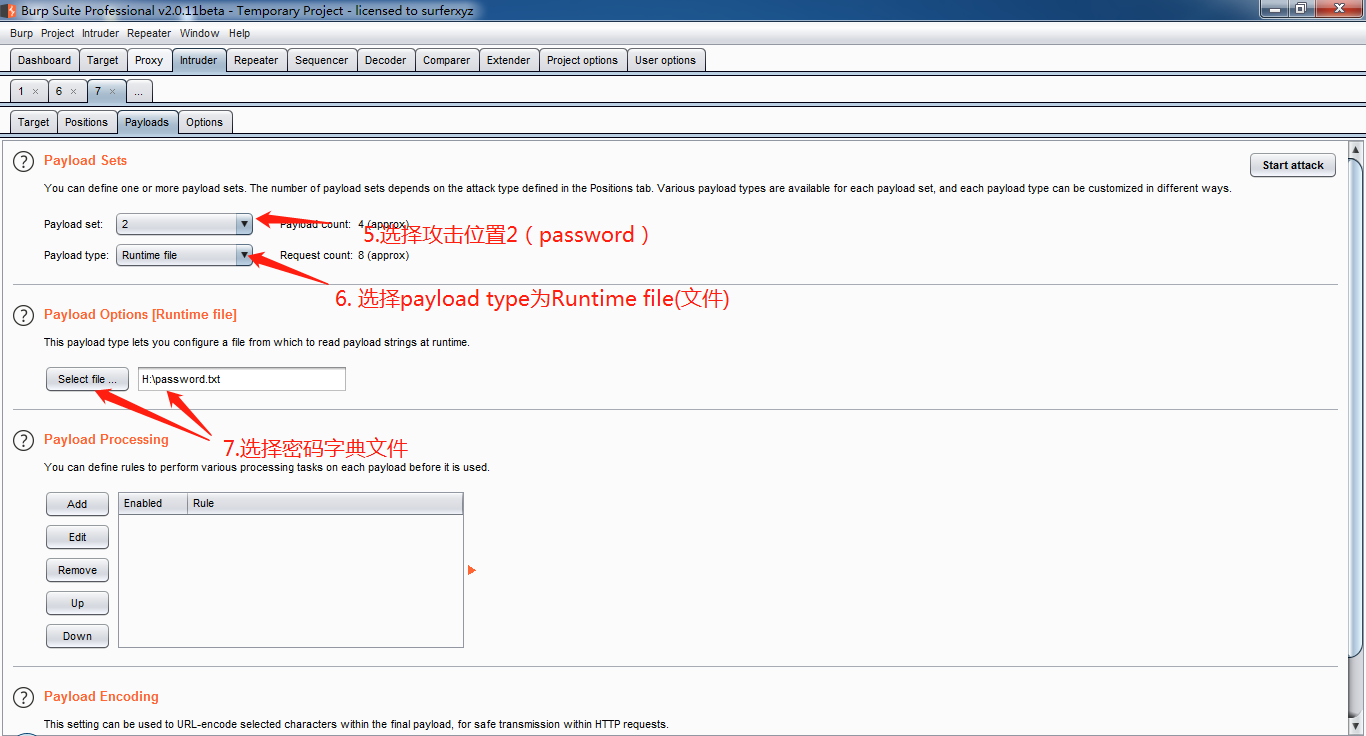 Burp Suite Professional v2.0.11beta - Temporary Project - licensed to surferxyz
Burp Project Intruder Repeater Window Help
Dashboard Target Proxy Intruder Repeater Sequencer Decoder Comparer Extender Project options User options
1 × 6 × 7 × ...
Target Positions Payloads Options
? Payload Sets
Start attack
You can define one or more payload sets. The number of payload sets depends on the attack type defined in the Positions tab. Various payload types are available for each payload set, and each payload type can be customized in different ways.
Payload set: 2 Payload count: 4 (approx)
5.选择攻击位置2（password）
Payload type: Runtime file Request count: 8 (approx)
6. 选择payload type为Runtime file(文件)
? Payload Options [Runtime file]
This payload type lets you configure a file from which to read payload strings at runtime.
Select file ... H:\password.txt
7.选择密码字典文件
? Payload Processing
You can define rules to perform various processing tasks on each payload before it is used.
Add Enabled Rule
Edit
Remove
Up
Down
? Payload Encoding
This setting can be used to URL-encode selected characters within the final payload, for safe transmission within HTTP requests.